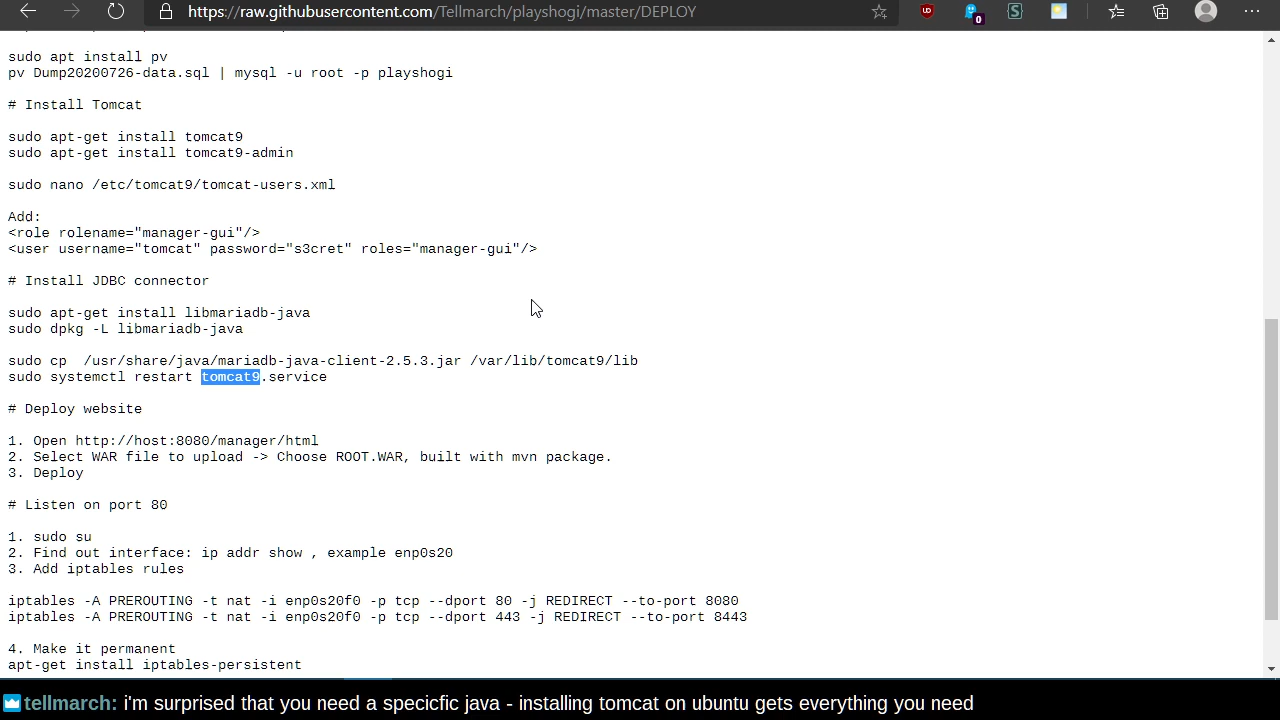 https://raw.githubusercontent.com/Tellmarch/playshogi/master/DEPLOY
0
sudo apt install pv
pv Dump20200726-data.sql | mysql -u root -p playshogi
# Install Tomcat
sudo apt-get install tomcat9
sudo apt-get install tomcat9-admin
sudo nano /etc/tomcat9/tomcat-users.xml
Add:
<role rolename="manager-gui"/>
<user username="tomcat" password="s3cret" roles="manager-gui"/>
# Install JDBC connector
sudo apt-get install libmariadb-java
sudo dpkg -L libmariadb-java
sudo cp  /usr/share/java/mariadb-java-client-2.5.3.jar /var/lib/tomcat9/lib
sudo systemctl restart tomcat9.service
# Deploy website
1. Open http://host:8080/manager/html
2. Select WAR file to upload -> Choose ROOT.WAR, built with mvn package.
3. Deploy
# Listen on port 80
1. sudo su
2. Find out interface: ip addr show , example enp0s20
3. Add iptables rules
iptables -A PREROUTING -t nat -i enp0s20f0 -p tcp --dport 80 -j REDIRECT --to-port 8080
iptables -A PREROUTING -t nat -i enp0s20f0 -p tcp --dport 443 -j REDIRECT --to-port 8443
4. Make it permanent
apt-get install iptables-persistent
tellmarch: i'm surprised that you need a specicfic java - installing tomcat on ubuntu gets everything you need